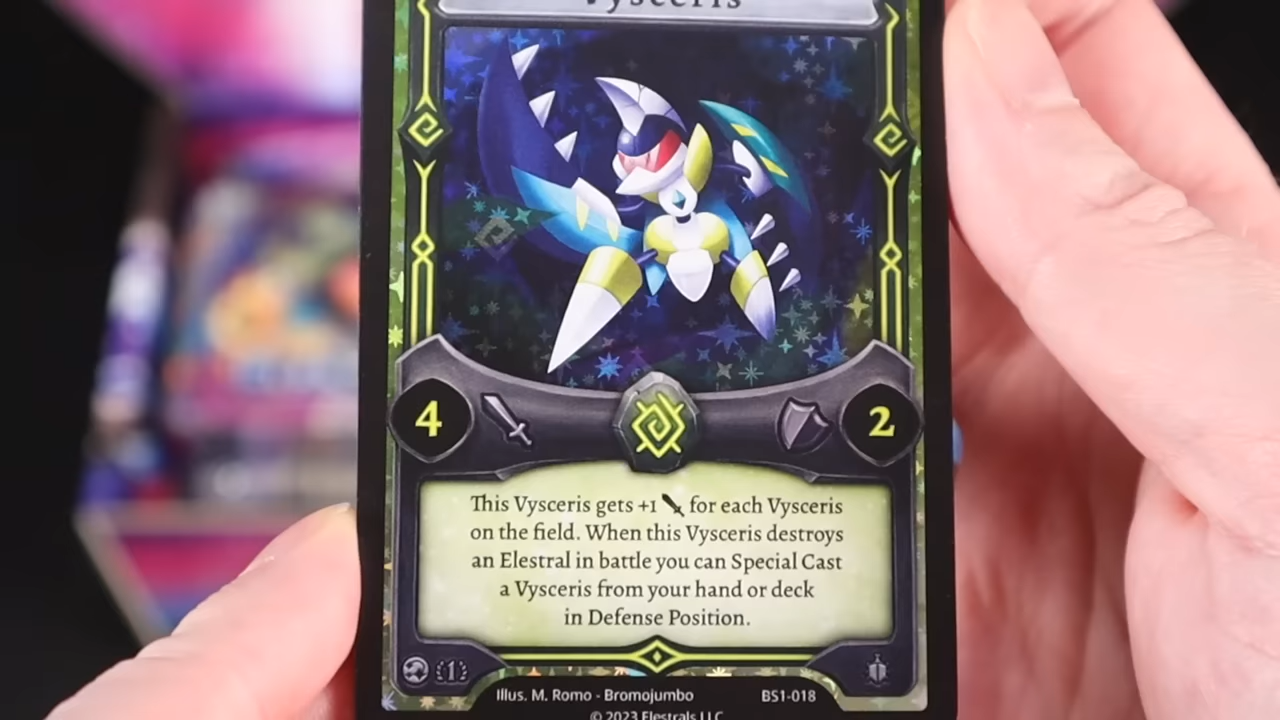 Vysceris
4
2
This Vysceris gets +1 for each Vysceris
on the field. When this Vysceris destroys
an Elestral in battle you can Special Cast
a Vysceris from your hand or deck
in Defense Position.
1
Illus. M. Romo - Bromojumbo
BS1-018
© 2023 Elestrals LLC